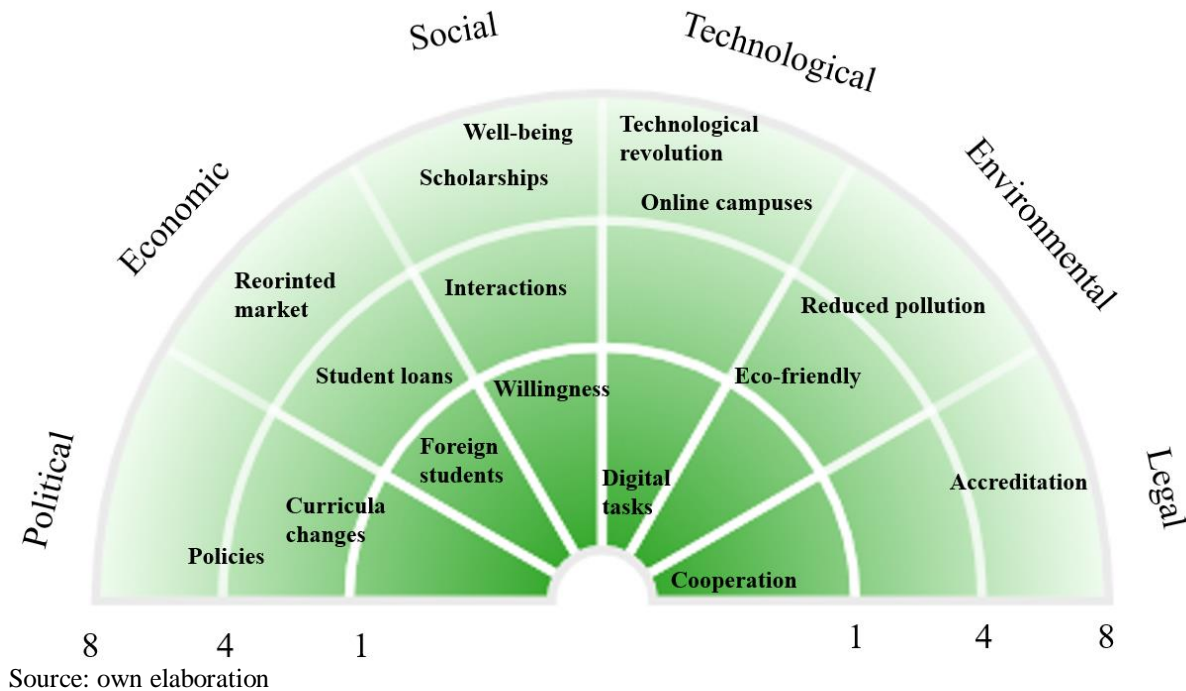 Social
Technological
Economic
Environmental
Political
Legal
Well-being
Scholarships
Technological
revolution
Online campuses
Reorinted
market
Interactions
Reduced pollution
Student loans
Willingness
Eco-friendly
Foreign
students
Digital
tasks
Accreditation
Curricula
changes
Policies
Cooperation
8 4 1 1 4 8
Source: own elaboration